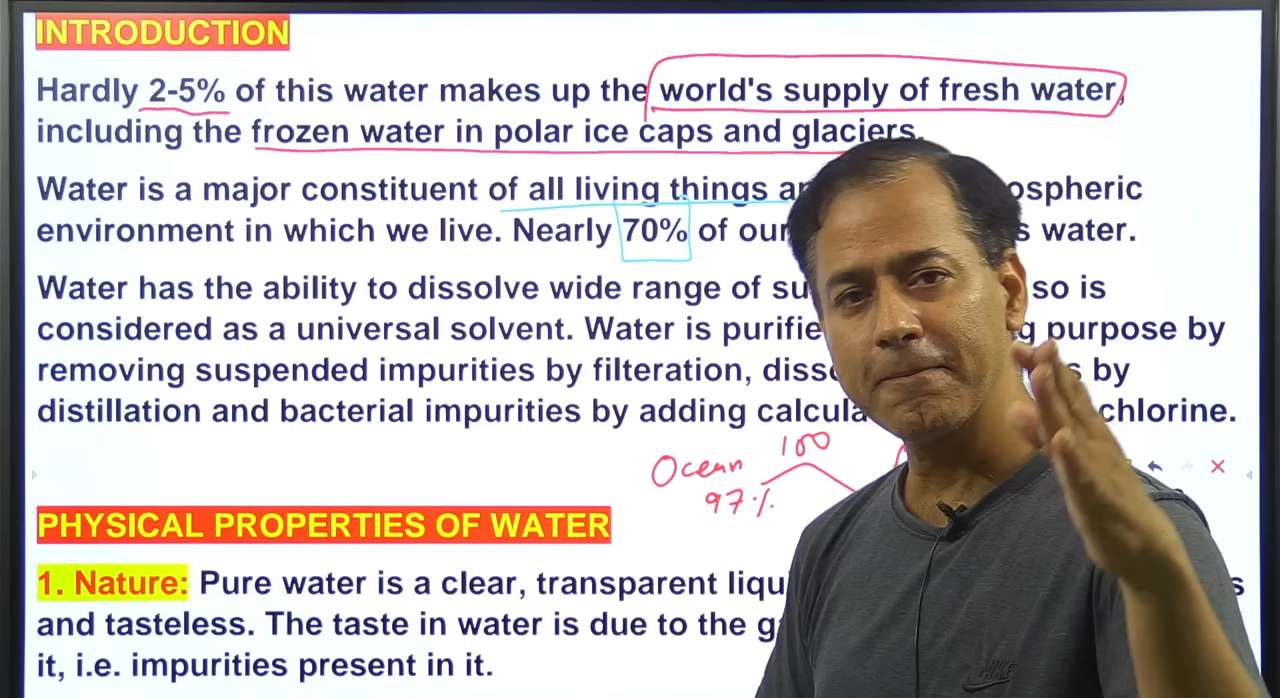 INTRODUCTION
Hardly 2-5% of this water makes up the world's supply of fresh water,
including the frozen water in polar ice caps and glaciers.
Water is a major constituent of all living things
environment in which we live. Nearly 70% of our water.
Water has the ability to dissolve wide range of so is
considered as a universal solvent. Water is purpose by
removing suspended impurities by filteration, by
distillation and bacterial impurities by adding chlorine.
100
Ocean
97%
PHYSICAL PROPERTIES OF WATER
1. Nature: Pure water is a clear, transparent
and tasteless. The taste in water is due to the
it, i.e. impurities present in it.
NIKE